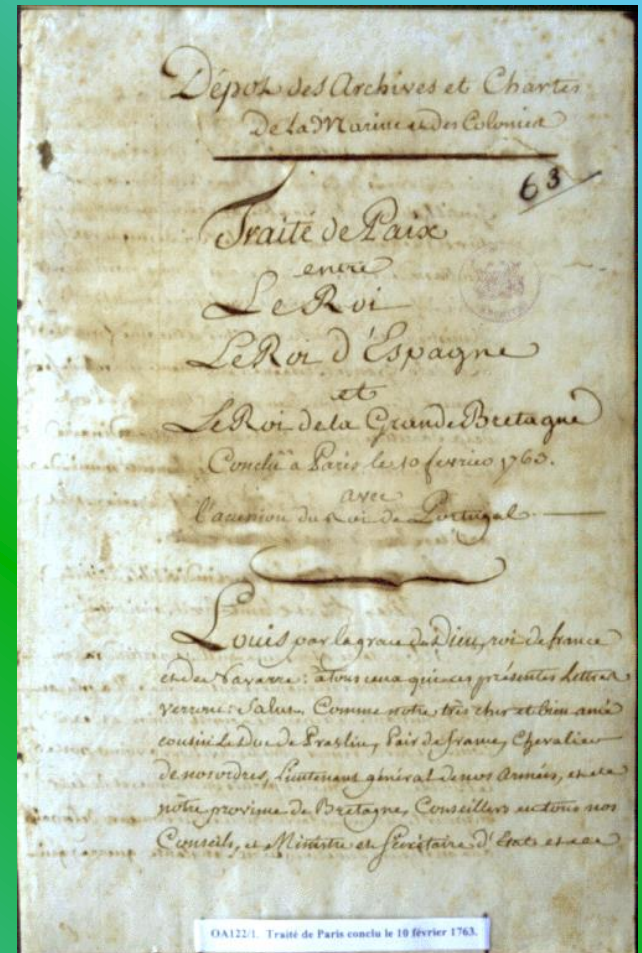 Dépot des Archives et Chartes
De la Marine et des Colonies
63
Traité de Paix
entre
Le Roi
Le Roi d'Espagne
et
Le Roi de la Grande Bretagne
Conclu à Paris le 10 fevrier 1763.
avec
l'accession du Roi de Portugal.
Louis par la grace de Dieu, roi de france
et de Navarre : à tous ceux qui ces présentes Lettres
verront : Salut. Comme notre très cher et bien amé
cousin Le Duc de Praslin, Pair de france, Chevalier
de nos ordres, Lieutenant général de nos Armées, et de
nôtre province de Bretagne, Conseillers en tous nos
Conseils, et Ministre et Secrétaire d'Etat et de
OA122/1. Traité de Paris conclu le 10 février 1763.